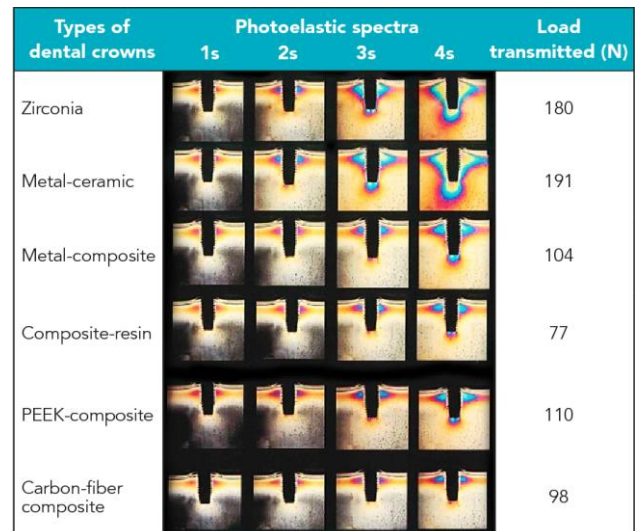 Types of dental crowns
Photoelastic spectra
Load transmitted (N)
1s 2s 3s 4s
Zirconia 180
Metal-ceramic 191
Metal-composite 104
Composite-resin 77
PEEK-composite 110
Carbon-fiber
composite 98